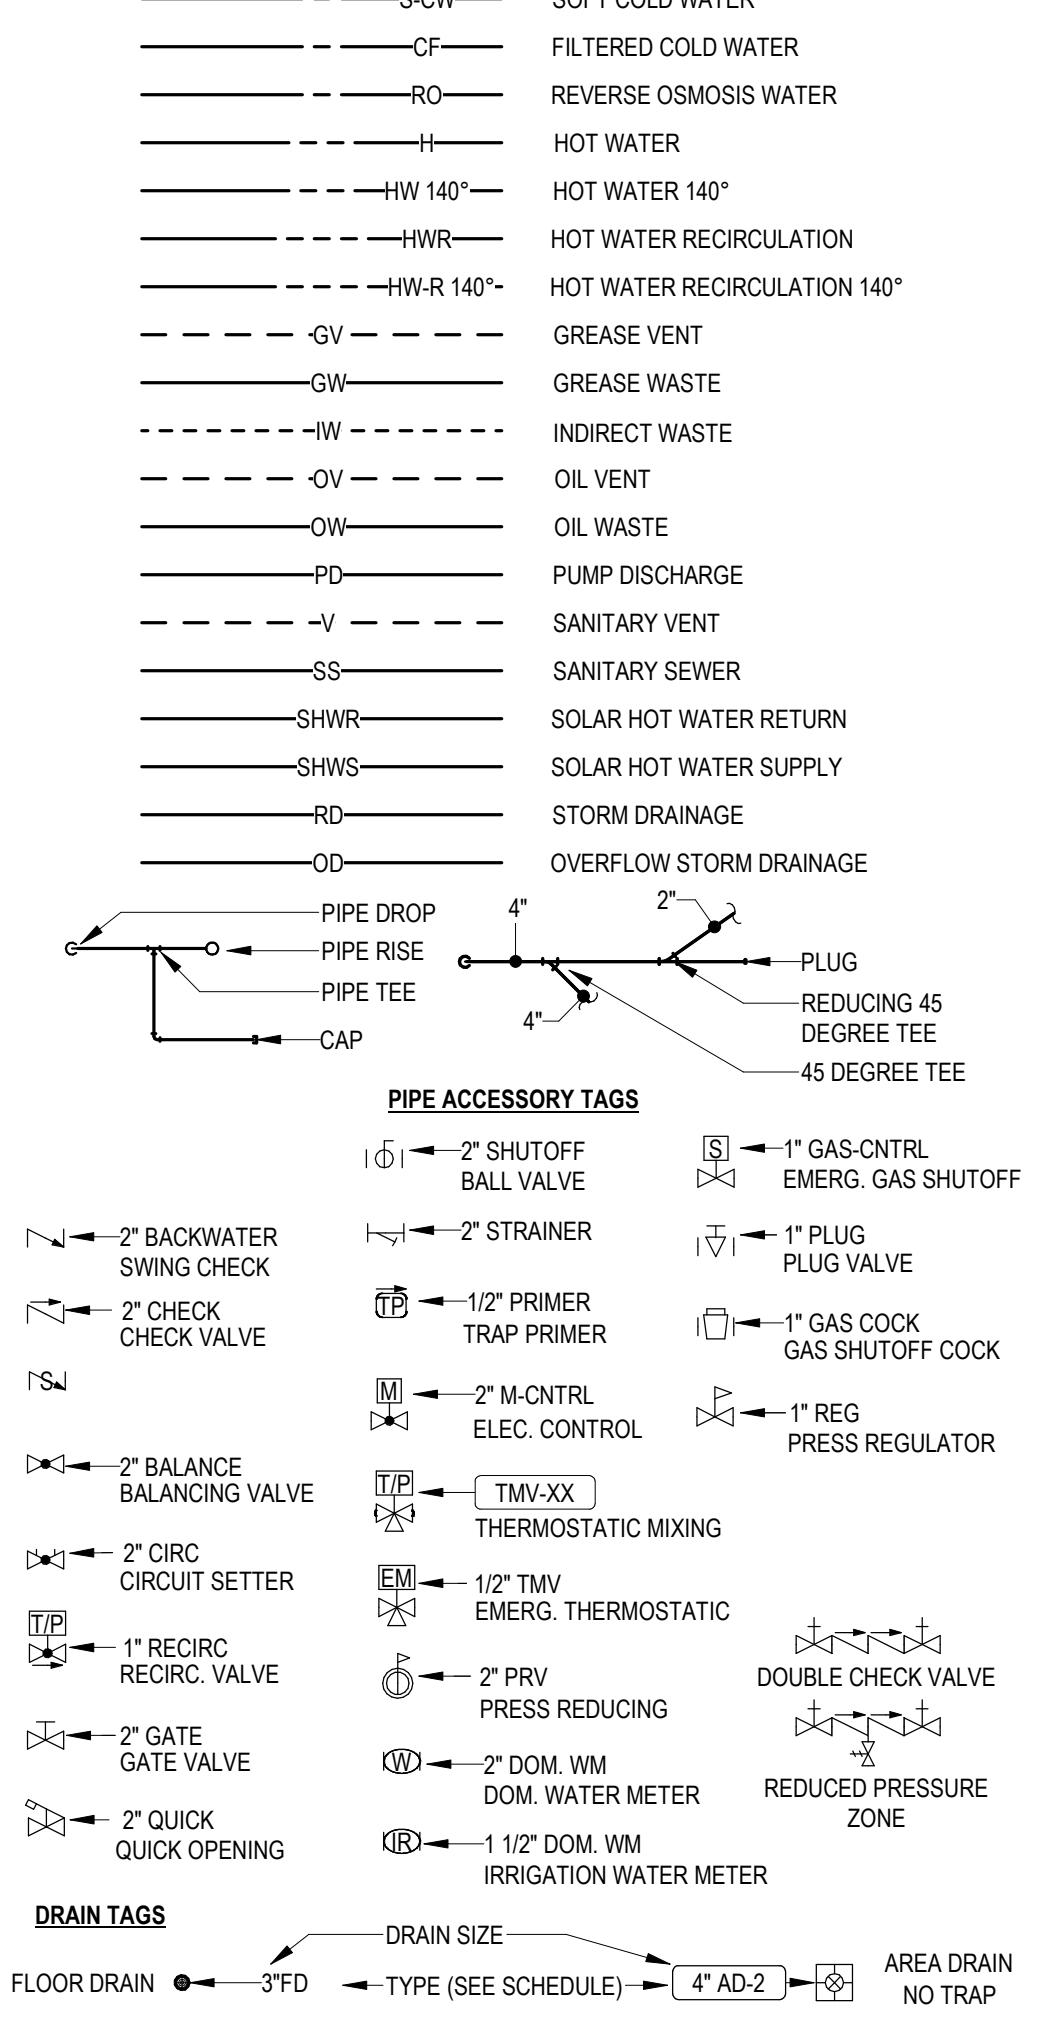 S-CW SOFT COLD WATER
CF FILTERED COLD WATER
RO REVERSE OSMOSIS WATER
H HOT WATER
HW 140° HOT WATER 140°
HWR HOT WATER RECIRCULATION
HW-R 140° HOT WATER RECIRCULATION 140°
GV GREASE VENT
GW GREASE WASTE
IW INDIRECT WASTE
OV OIL VENT
OW OIL WASTE
PD PUMP DISCHARGE
V SANITARY VENT
SS SANITARY SEWER
SHWR SOLAR HOT WATER RETURN
SHWS SOLAR HOT WATER SUPPLY
RD STORM DRAINAGE
OD OVERFLOW STORM DRAINAGE
PIPE DROP
PIPE RISE
PIPE TEE
CAP
4"
2"
4"
PLUG
REDUCING 45
DEGREE TEE
45 DEGREE TEE
PIPE ACCESSORY TAGS
2" BACKWATER
SWING CHECK
2" CHECK
CHECK VALVE
S
2" BALANCE
BALANCING VALVE
2" CIRC
CIRCUIT SETTER
T/P
1" RECIRC
RECIRC. VALVE
2" GATE
GATE VALVE
2" QUICK
QUICK OPENING
2" SHUTOFF
BALL VALVE
2" STRAINER
TP
1/2" PRIMER
TRAP PRIMER
M
2" M-CNTRL
ELEC. CONTROL
T/P
TMV-XX
THERMOSTATIC MIXING
EM
1/2" TMV
EMERG. THERMOSTATIC
2" PRV
PRESS REDUCING
W
2" DOM. WM
DOM. WATER METER
IR
1 1/2" DOM. WM
IRRIGATION WATER METER
S
1" GAS-CNTRL
EMERG. GAS SHUTOFF
1" PLUG
PLUG VALVE
1" GAS COCK
GAS SHUTOFF COCK
1" REG
PRESS REGULATOR
DOUBLE CHECK VALVE
REDUCED PRESSURE
ZONE
DRAIN TAGS
DRAIN SIZE
FLOOR DRAIN
3"FD
TYPE (SEE SCHEDULE)
4" AD-2
AREA DRAIN
NO TRAP